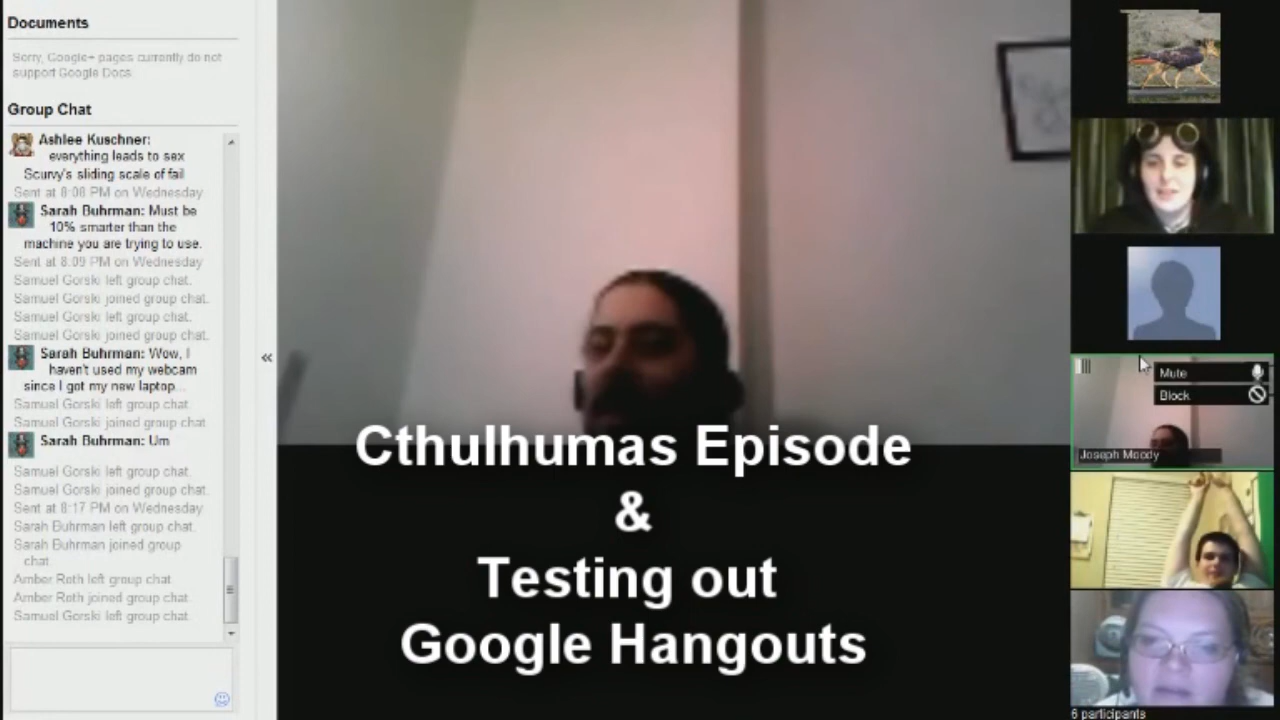 Documents
Sorry, Google+ pages currently do not
support Google Docs.
Group Chat
Ashlee Kuschner:
everything leads to sex
Scurvy's sliding scale of fail
Sent at 8:08 PM on Wednesday
Sarah Buhrman: Must be
10% smarter than the
machine you are trying to use.
Sent at 8:09 PM on Wednesday
Samuel Gorski left group chat.
Samuel Gorski joined group chat.
Samuel Gorski left group chat.
Samuel Gorski joined group chat.
Sarah Buhrman: Wow, I
haven't used my webcam
since I got my new laptop...
Samuel Gorski left group chat.
Samuel Gorski joined group chat.
Sarah Buhrman: Um
Samuel Gorski left group chat.
Samuel Gorski joined group chat.
Sent at 8:17 PM on Wednesday
Sarah Buhrman left group chat.
Sarah Buhrman joined group
chat.
Amber Roth left group chat.
Amber Roth joined group chat.
Samuel Gorski left group chat.
Cthulhumas Episode
&
Testing out
Google Hangouts
Mute
Block
Joseph Moody
6 participants